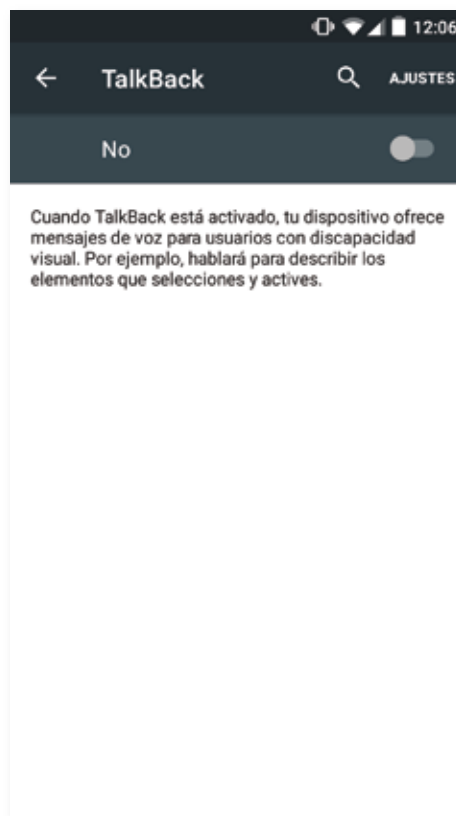 12:06
TalkBack AJUSTES
No
Cuando TalkBack está activado, tu dispositivo ofrece
mensajes de voz para usuarios con discapacidad
visual. Por ejemplo, hablará para describir los
elementos que selecciones y actives.